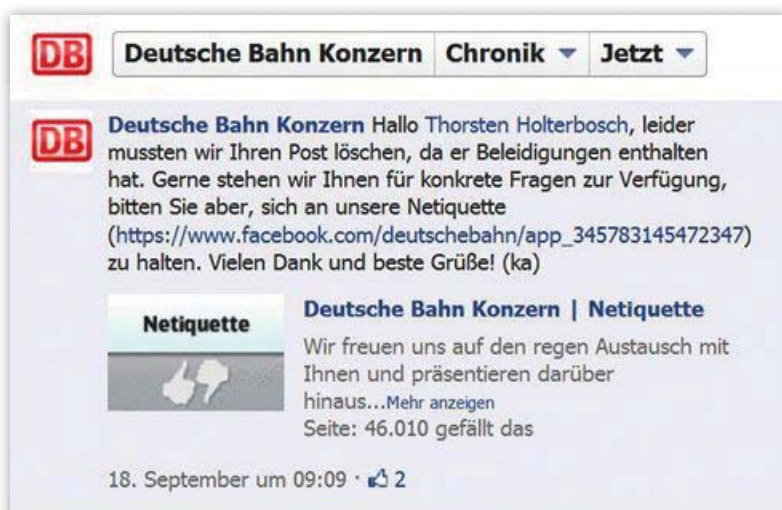 DB Deutsche Bahn Konzern Chronik Jetzt
DB Deutsche Bahn Konzern Hallo Thorsten Holterbosch, leider
mussten wir Ihren Post löschen, da er Beleidigungen enthalten
hat. Gerne stehen wir Ihnen für konkrete Fragen zur Verfügung,
bitten Sie aber, sich an unsere Netiquette
(https://www.facebook.com/deutschebahn/app_345783145472347)
zu halten. Vielen Dank und beste Grüße! (ka)
Netiquette
Deutsche Bahn Konzern | Netiquette
Wir freuen uns auf den regen Austausch mit
Ihnen und präsentieren darüber
hinaus...Mehr anzeigen
Seite: 46.010 gefällt das
18. September um 09:09 · 2